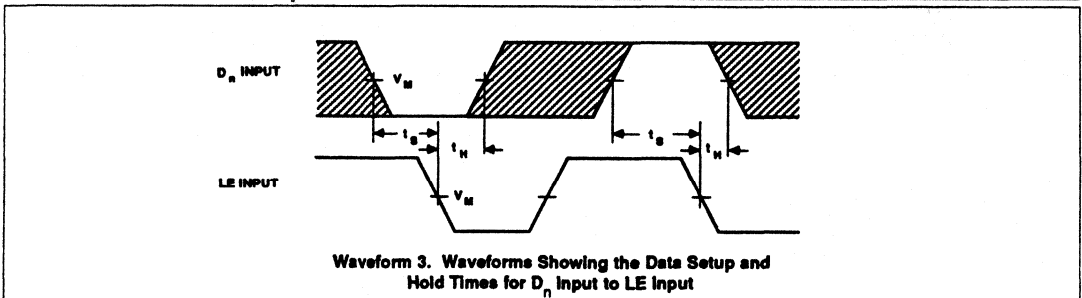 Dn INPUT
VM
tS
tH
tS
tH
LE INPUT
VM
Waveform 3. Waveforms Showing the Data Setup and
Hold Times for Dn Input to LE Input